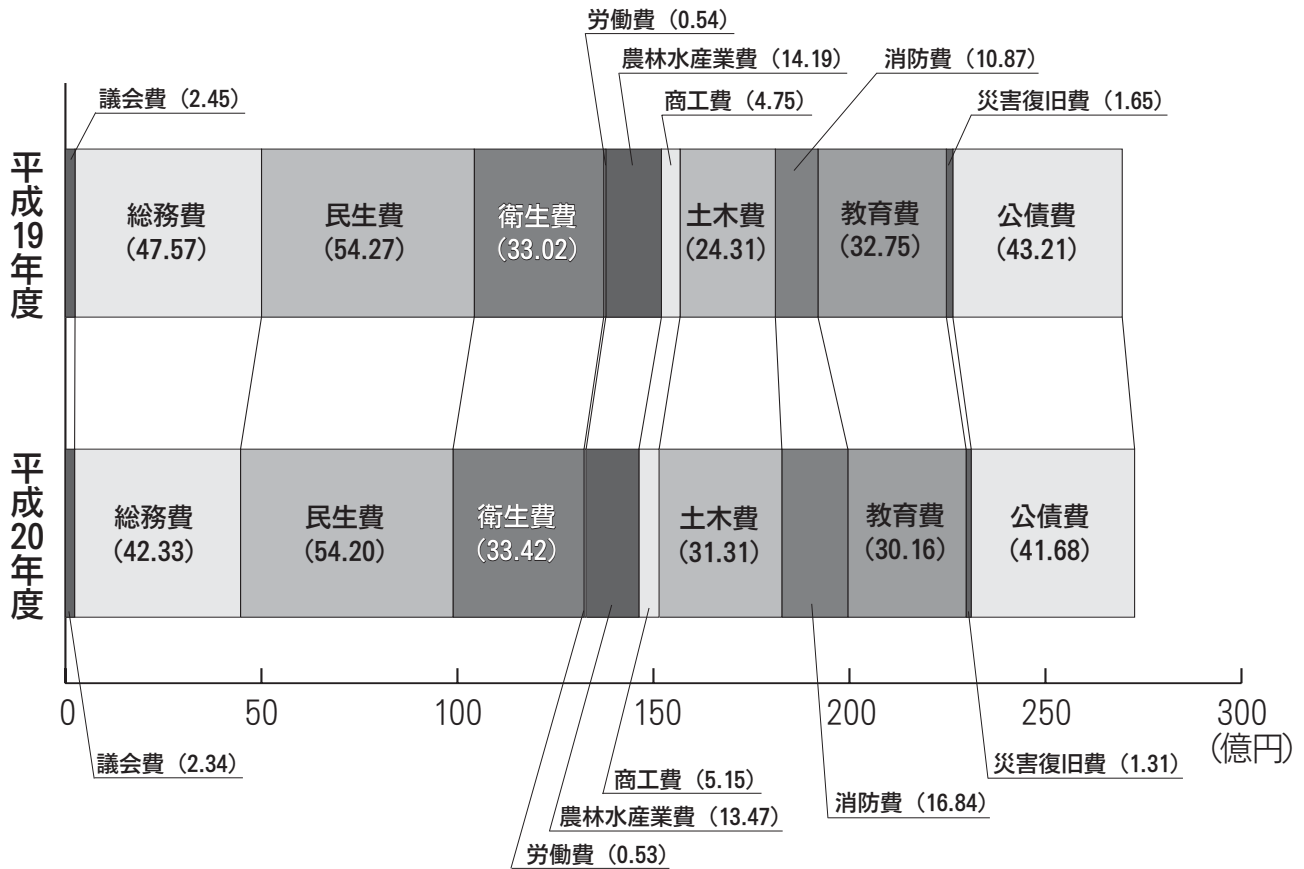 労働費（0.54）
農林水産業費（14.19）
消防費（10.87）
議会費（2.45）
商工費（4.75）
災害復旧費（1.65）
平成19年度
総務費
（47.57）
民生費
（54.27）
衛生費
（33.02）
土木費
（24.31）
教育費
（32.75）
公債費
（43.21）
平成20年度
総務費
（42.33）
民生費
（54.20）
衛生費
（33.42）
土木費
（31.31）
教育費
（30.16）
公債費
（41.68）
0
50
100
150
200
250
300
（億円）
議会費（2.34）
商工費（5.15）
災害復旧費（1.31）
農林水産業費（13.47）
消防費（16.84）
労働費（0.53）